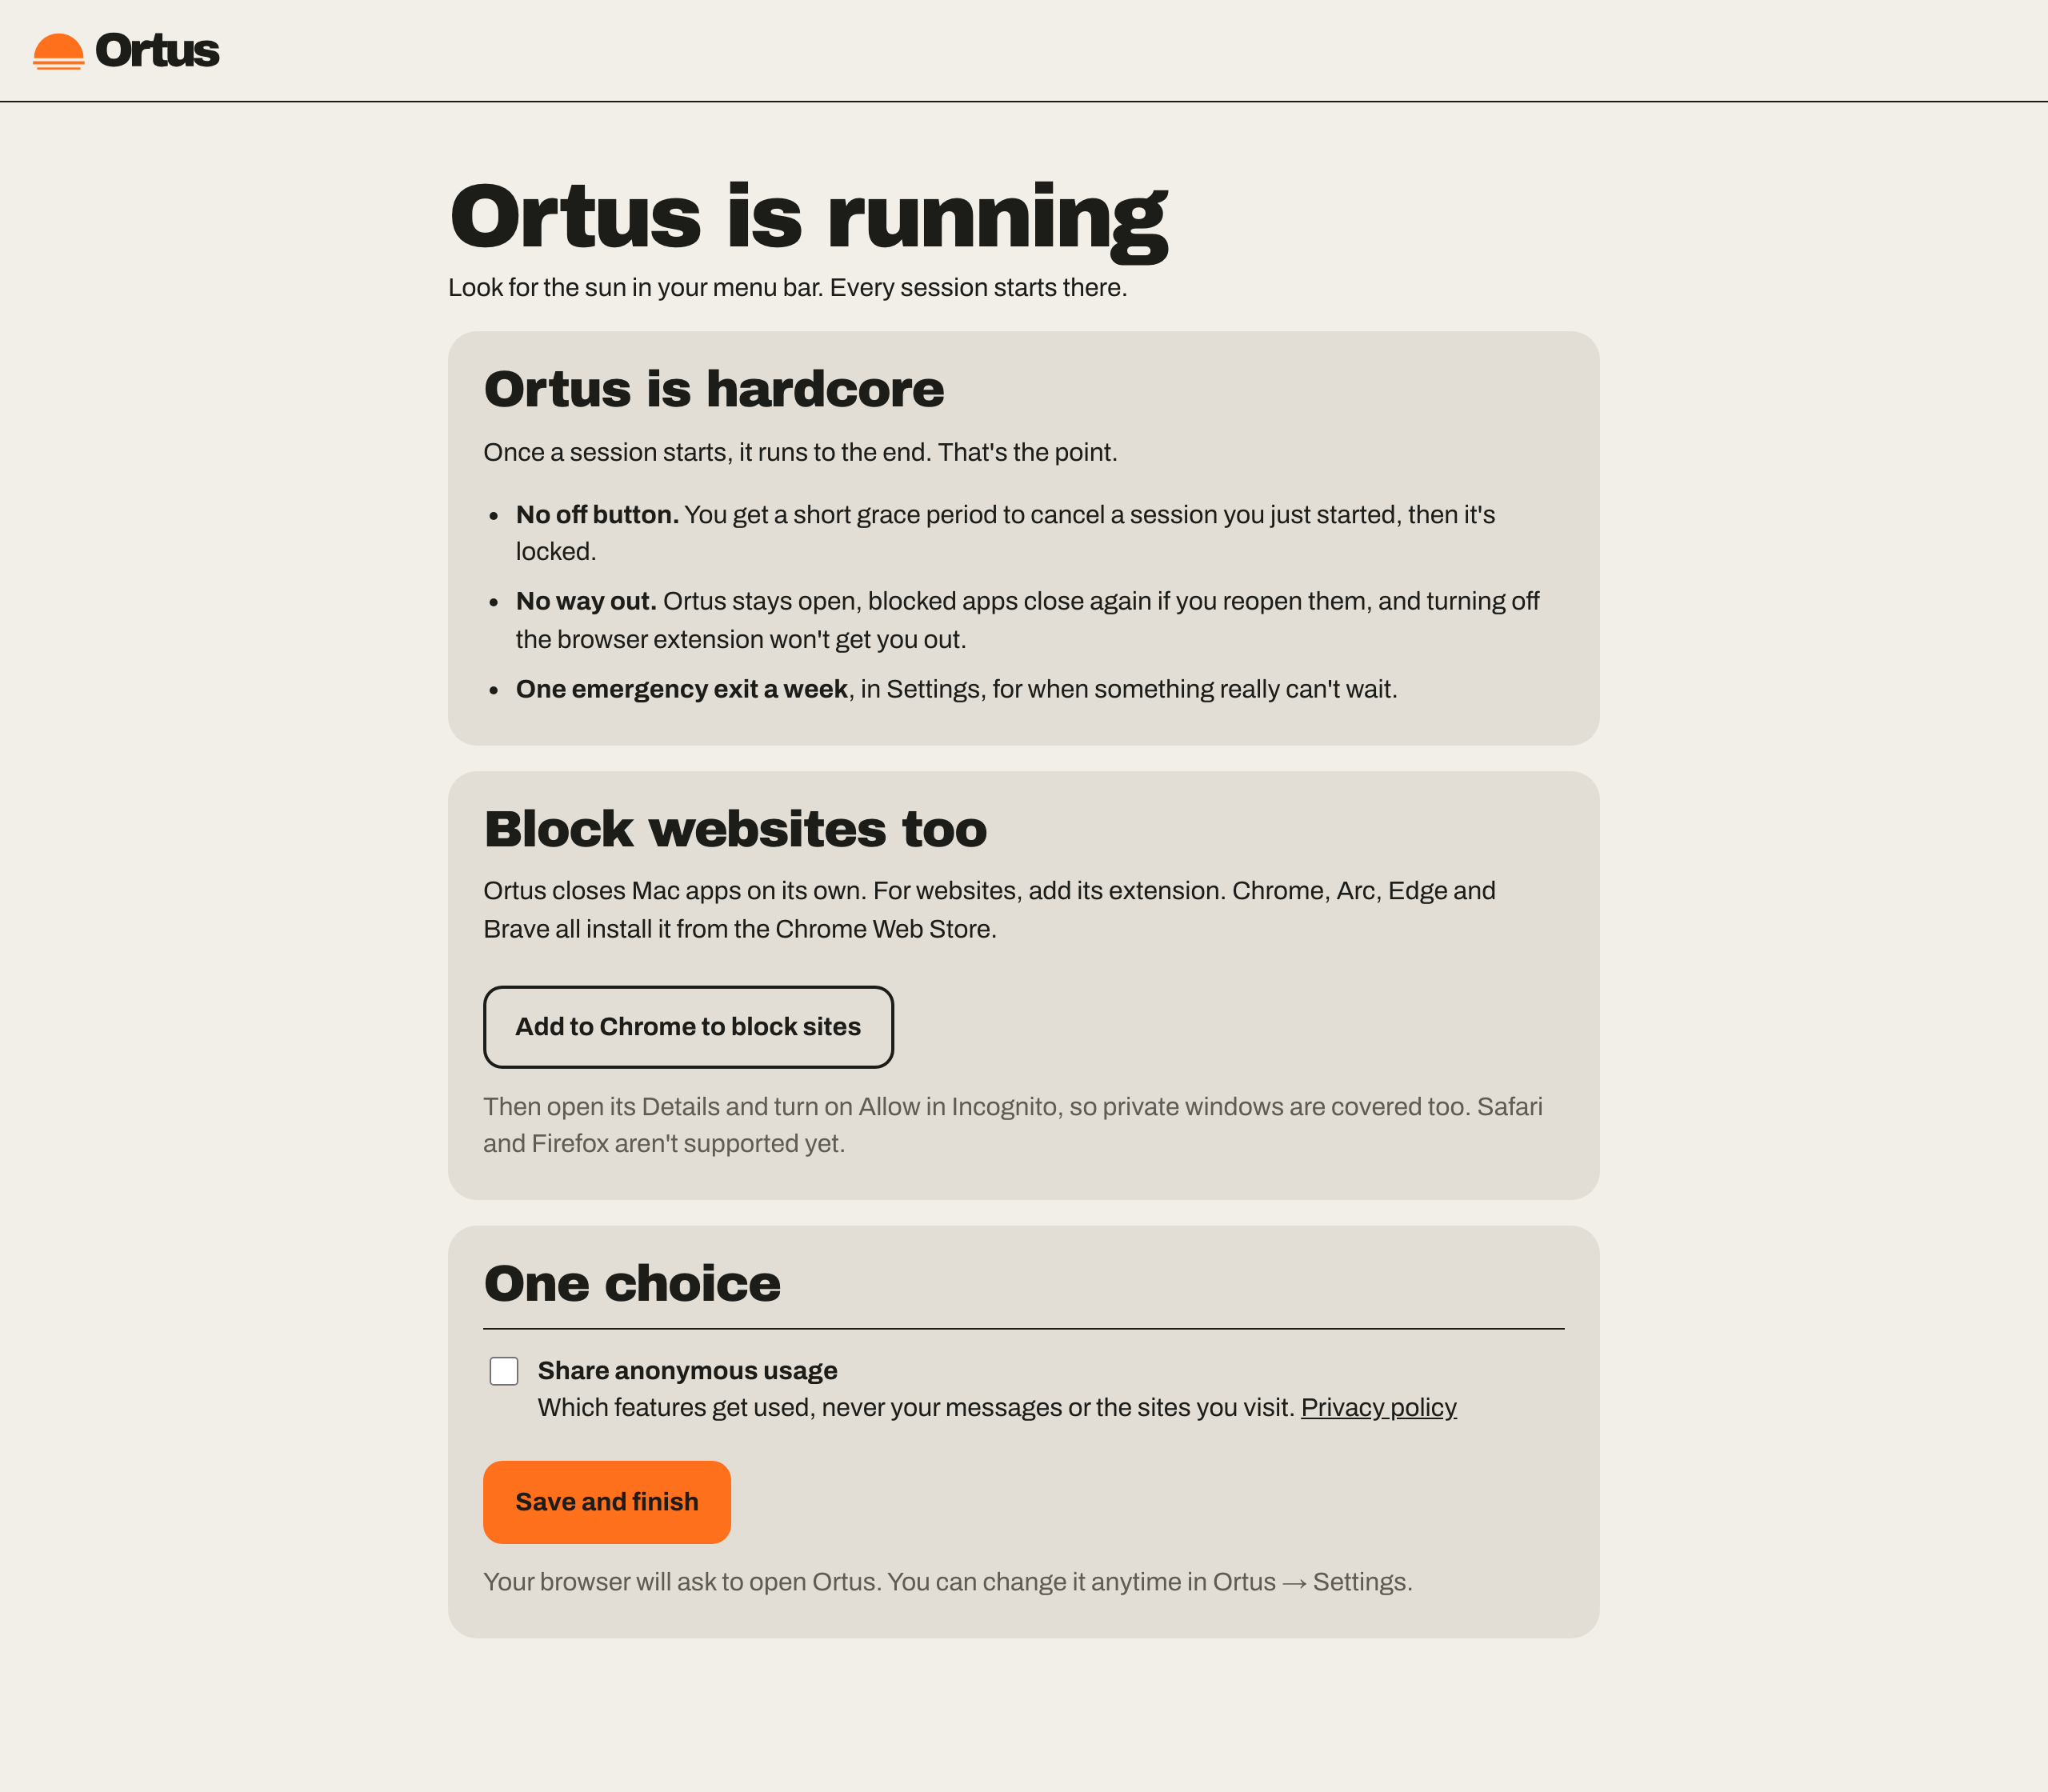 Ortus
Ortus is running
Look for the sun in your menu bar. Every session starts there.
Ortus is hardcore
Once a session starts, it runs to the end. That's the point.
• No off button. You get a short grace period to cancel a session you just started, then it's
locked.
• No way out. Ortus stays open, blocked apps close again if you reopen them, and turning off
the browser extension won't get you out.
• One emergency exit a week, in Settings, for when something really can't wait.
Block websites too
Ortus closes Mac apps on its own. For websites, add its extension. Chrome, Arc, Edge and
Brave all install it from the Chrome Web Store.
Add to Chrome to block sites
Then open its Details and turn on Allow in Incognito, so private windows are covered too. Safari
and Firefox aren't supported yet.
One choice
Share anonymous usage
Which features get used, never your messages or the sites you visit. Privacy policy
Save and finish
Your browser will ask to open Ortus. You can change it anytime in Ortus → Settings.